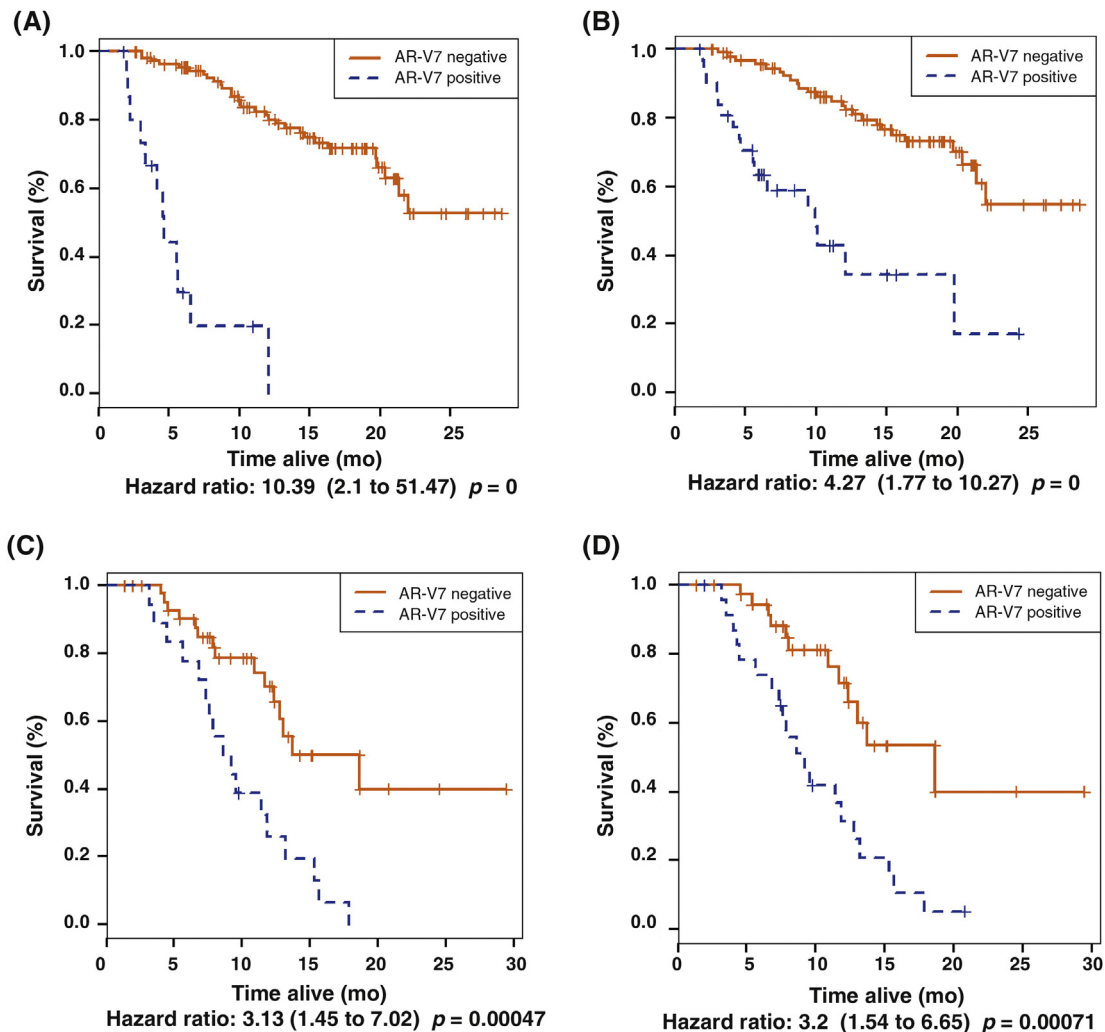 (A)
1.0
0.8
0.6
0.4
0.2
0.0
Survival (%)
AR-V7 negative
AR-V7 positive
0 5 10 15 20 25
Time alive (mo)
Hazard ratio: 10.39 (2.1 to 51.47) p = 0
(B)
1.0
0.8
0.6
0.4
0.2
0.0
Survival (%)
AR-V7 negative
AR-V7 positive
0 5 10 15 20 25
Time alive (mo)
Hazard ratio: 4.27 (1.77 to 10.27) p = 0
(C)
1.0
0.8
0.6
0.4
0.2
0.0
Survival (%)
AR-V7 negative
AR-V7 positive
0 5 10 15 20 25 30
Time alive (mo)
Hazard ratio: 3.13 (1.45 to 7.02) p = 0.00047
(D)
1.0
0.8
0.6
0.4
0.2
0.0
Survival (%)
AR-V7 negative
AR-V7 positive
0 5 10 15 20 25 30
Time alive (mo)
Hazard ratio: 3.2 (1.54 to 6.65) p = 0.00071